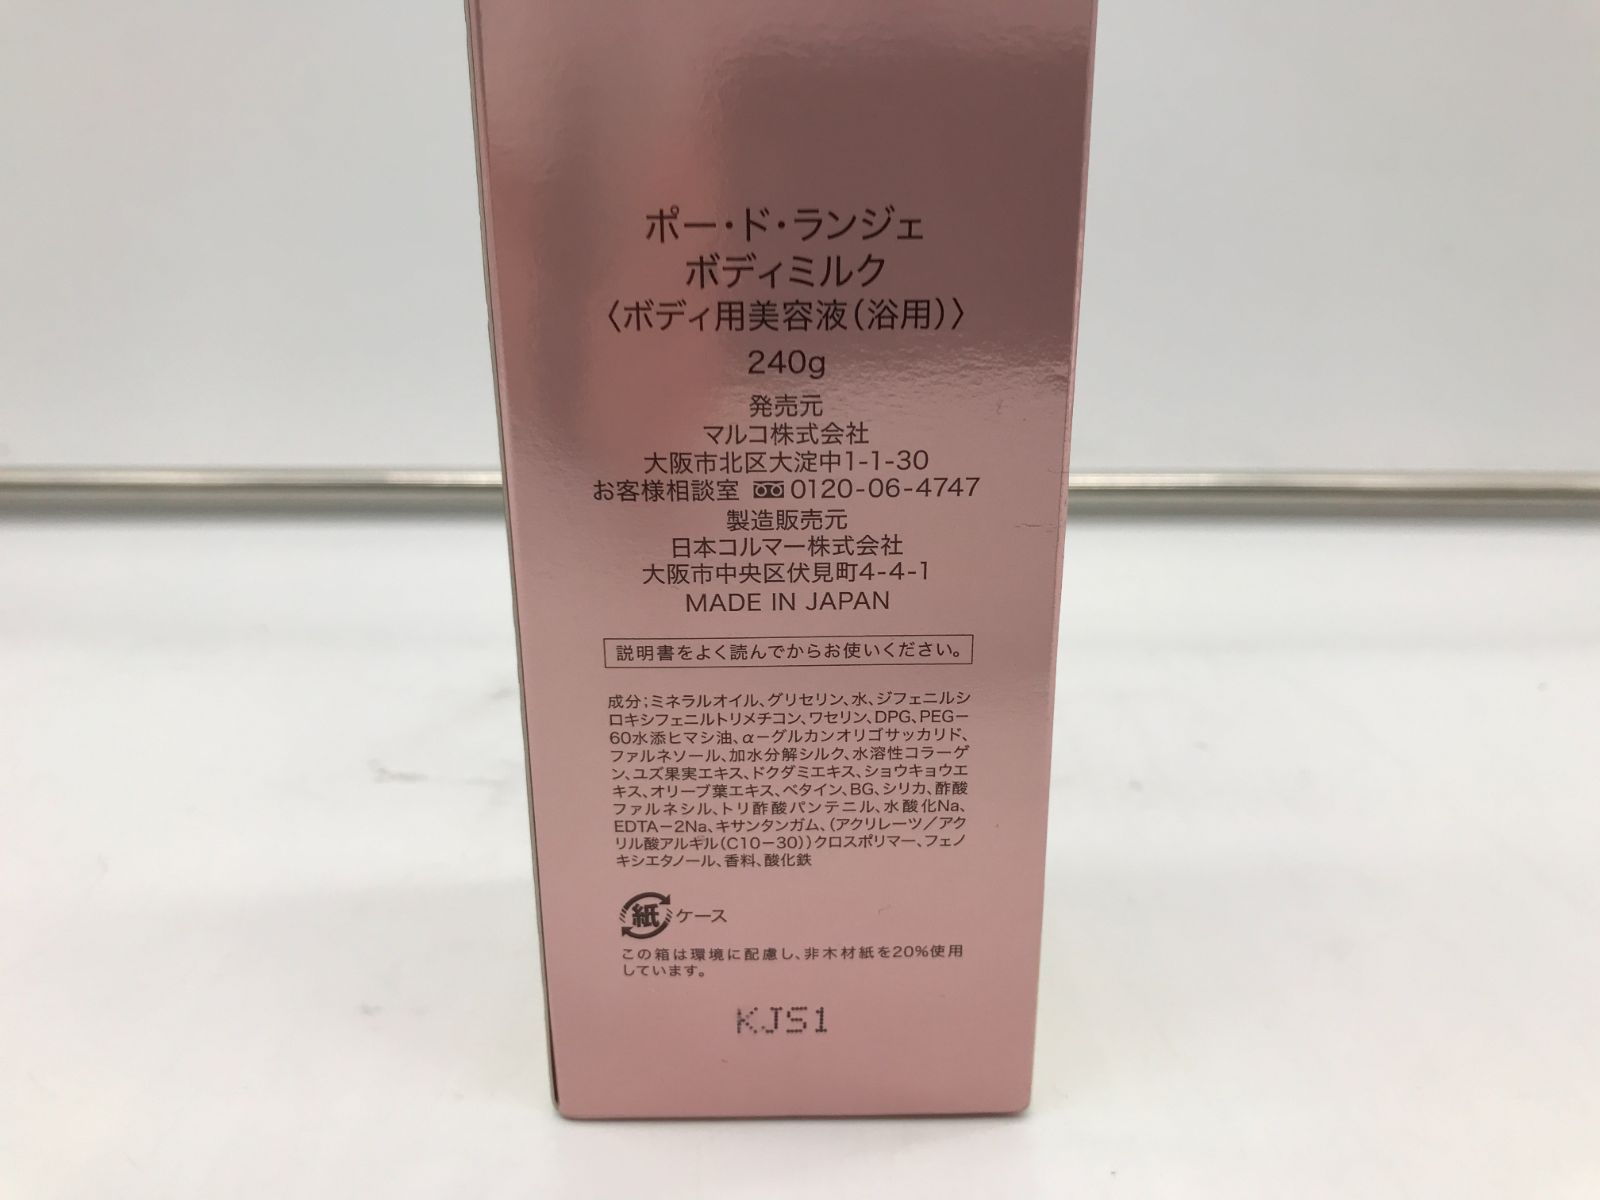 ポー・ド・ランジェ
ボディミルク
〈ボディ用美容液（浴用）〉
240g
発売元
マルコ株式会社
大阪市北区大淀中1-1-30
お客様相談室 0120-06-4747
製造販売元
日本コルマー株式会社
大阪市中央区伏見町4-4-1
MADE IN JAPAN
説明書をよく読んでからお使いください。
成分；ミネラルオイル、グリセリン、水、ジフェニルシ
ロキシフェニルトリメチコン、ワセリン、DPG、PEG－
60水添ヒマシ油、α－グルカンオリゴサッカリド、
ファルネソール、加水分解シルク、水溶性コラーゲ
ン、ユズ果実エキス、ドクダミエキス、ショウキョウエ
キス、オリーブ葉エキス、ベタイン、BG、シリカ、酢酸
ファルネシル、トリ酢酸パンテニル、水酸化Na、
EDTA－2Na、キサンタンガム、（アクリレーツ／アク
リル酸アルキル（C10－30））クロスポリマー、フェノ
キシエタノール、香料、酸化鉄
紙 ケース
この箱は環境に配慮し、非木材紙を20%使用
しています。
KJS1